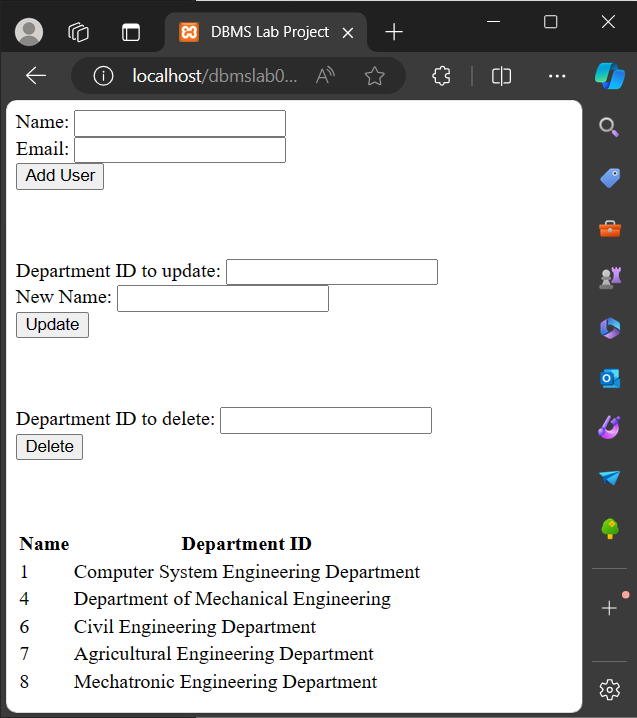 DBMS Lab Project
localhost/dbmslab0...
Name:
Email:
Add User
Department ID to update:
New Name:
Update
Department ID to delete:
Delete
Name Department ID
1 Computer System Engineering Department
4 Department of Mechanical Engineering
6 Civil Engineering Department
7 Agricultural Engineering Department
8 Mechatronic Engineering Department